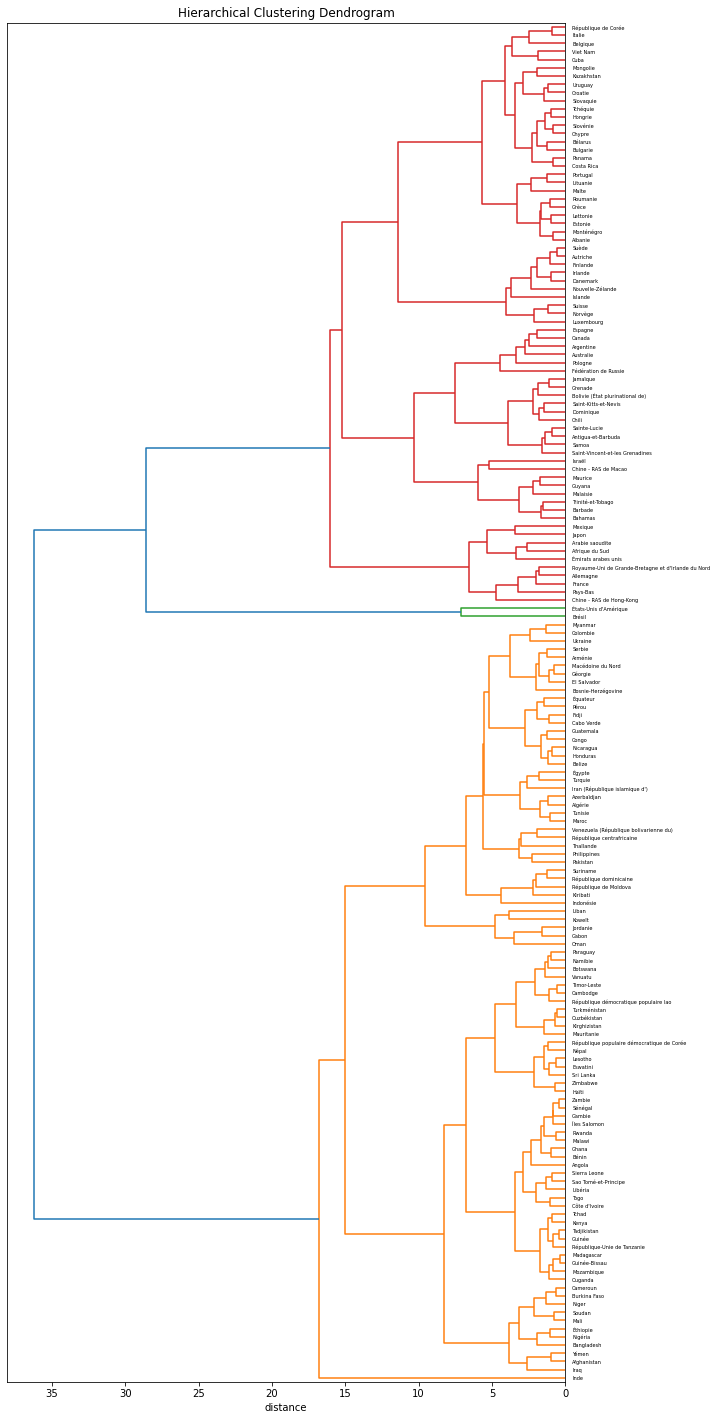 Hierarchical Clustering Dendrogram
République de Corée
Italie
Belgique
Viet Nam
Cuba
Mongolie
Kazakhstan
Uruguay
Croatie
Slovaquie
Tchéquie
Hongrie
Slovénie
Chypre
Bélarus
Bulgarie
Panama
Costa Rica
Portugal
Lituanie
Malte
Roumanie
Grèce
Lettonie
Estonie
Monténégro
Albanie
Suède
Autriche
Finlande
Irlande
Danemark
Nouvelle-Zélande
Islande
Suisse
Norvège
Luxembourg
Espagne
Canada
Argentine
Australie
Pologne
Fédération de Russie
Jamaïque
Grenade
Bolivie (État plurinational de)
Saint-Kitts-et-Nevis
Dominique
Chili
Sainte-Lucie
Antigua-et-Barbuda
Samoa
Saint-Vincent-et-les Grenadines
Israël
Chine - RAS de Macao
Maurice
Guyana
Malaisie
Trinité-et-Tobago
Barbade
Bahamas
Mexique
Japon
Arabie saoudite
Afrique du Sud
Émirats arabes unis
Royaume-Uni de Grande-Bretagne et d'Irlande du Nord
Allemagne
France
Pays-Bas
Chine - RAS de Hong-Kong
États-Unis d'Amérique
Brésil
Myanmar
Colombie
Ukraine
Serbie
Arménie
Macédoine du Nord
Géorgie
El Salvador
Bosnie-Herzégovine
Équateur
Pérou
Fidji
Cabo Verde
Guatemala
Congo
Nicaragua
Honduras
Belize
Égypte
Turquie
Iran (République islamique d')
Azerbaïdjan
Algérie
Tunisie
Maroc
Venezuela (République bolivarienne du)
République centrafricaine
Thaïlande
Philippines
Pakistan
Suriname
République dominicaine
République de Moldova
Kiribati
Indonésie
Liban
Koweït
Jordanie
Gabon
Oman
Paraguay
Namibie
Botswana
Vanuatu
Timor-Leste
Cambodge
République démocratique populaire lao
Turkménistan
Ouzbékistan
Kirghizistan
Mauritanie
République populaire démocratique de Corée
Népal
Lesotho
Eswatini
Sri Lanka
Zimbabwe
Haïti
Zambie
Sénégal
Gambie
Îles Salomon
Rwanda
Malawi
Ghana
Bénin
Angola
Sierra Leone
Sao Tomé-et-Principe
Libéria
Togo
Côte d'Ivoire
Tchad
Kenya
Tadjikistan
Guinée
République-Unie de Tanzanie
Madagascar
Guinée-Bissau
Mozambique
Ouganda
Cameroun
Burkina Faso
Niger
Soudan
Mali
Éthiopie
Nigéria
Bangladesh
Yémen
Afghanistan
Iraq
Inde
35 30 25 20 15 10 5 0
distance